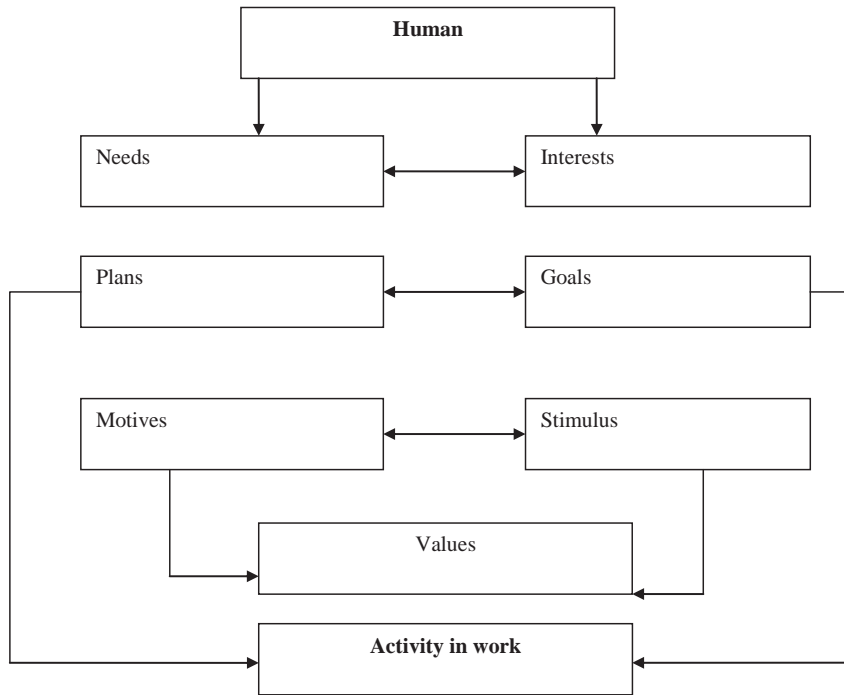 Human
Needs
Interests
Plans
Goals
Motives
Stimulus
Values
Activity in work